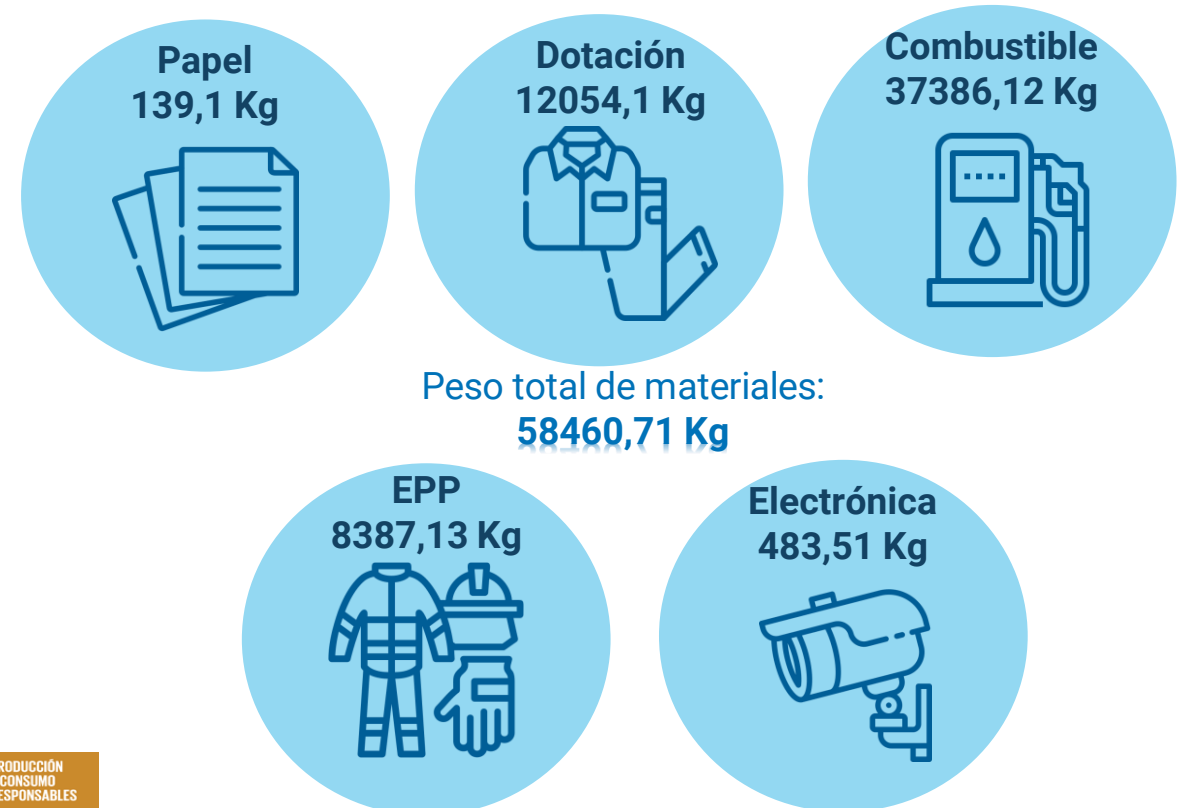 Papel
139,1 Kg
Dotación
12054,1 Kg
Combustible
37386,12 Kg
Peso total de materiales:
58460,71 Kg
EPP
8387,13 Kg
Electrónica
483,51 Kg
CONSUMO